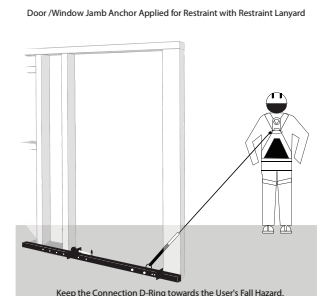 Door /Window Jamb Anchor Applied for Restraint with Restraint Lanyard
Keep the Connection D-Ring towards the User's Fall Hazard.